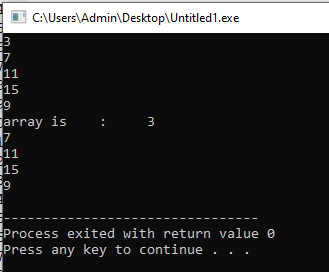 C:\Users\Admin\Desktop\Untitled1.exe
3
7
11
15
9
array is    :     3
7
11
15
9
--------------------------------
Process exited with return value 0
Press any key to continue . . .